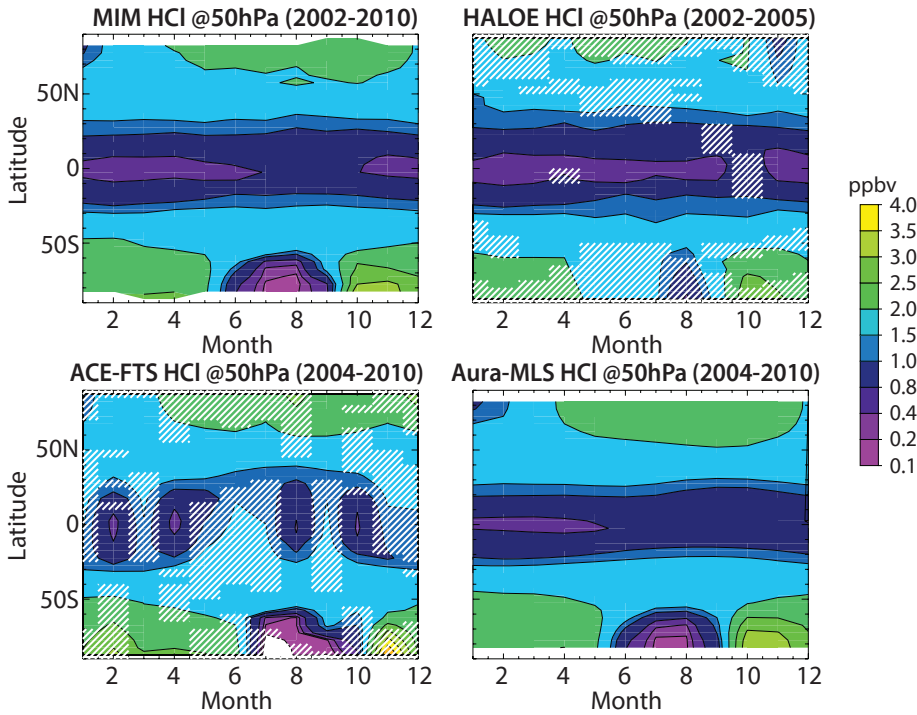 MIM HCl @50hPa (2002-2010)
HALOE HCl @50hPa (2002-2005)
Latitude
50N
0
50S
2 4 6 8 10 12
Month
2 4 6 8 10 12
Month
ppbv
4.0
3.5
3.0
2.5
2.0
1.5
1.0
0.8
0.4
0.2
0.1
ACE-FTS HCl @50hPa (2004-2010)
Aura-MLS HCl @50hPa (2004-2010)
Latitude
50N
0
50S
2 4 6 8 10 12
Month
2 4 6 8 10 12
Month